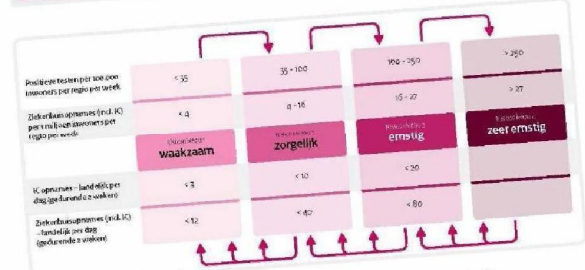 Positieve testen per 100.000
inwoners per regio per week
< 35
35 - 100
100 - 250
> 250
Ziekenhuisopnames (incl. IC)
per 1 miljoen inwoners per
regio per week
< 4
4 - 16
16 - 27
> 27
waakzaam
zorgelijk
ernstig
zeer ernstig
IC opnames – landelijk per
dag (gedurende 2 weken)
< 3
< 10
< 20
Ziekenhuisopnames (incl. IC)
– landelijk per dag
(gedurende 2 weken)
< 12
< 40
< 80